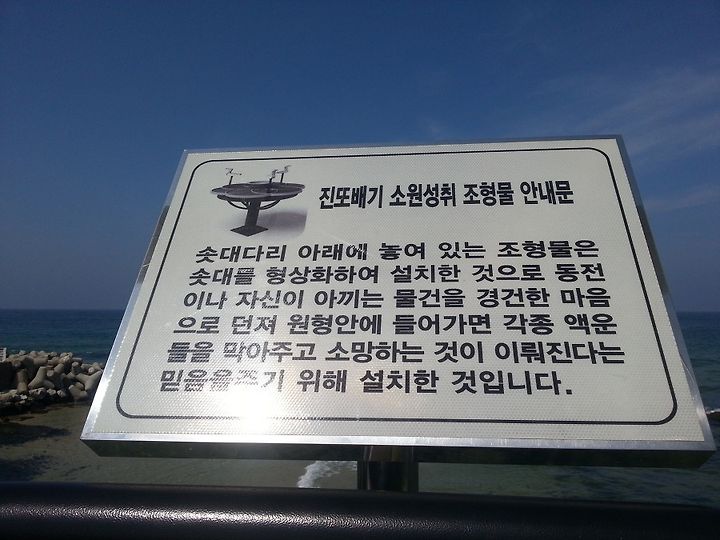 진또배기 소원성취 조형물 안내문
솟대다리 아래에 놓여 있는 조형물은
솟대를 형상화하여 설치한 것으로 동전
이나 자신이 아끼는 물건을 경건한 마음
으로 던져 원형안에 들어가면 각종 액운
들을 막아주고 소망하는 것이 이뤄진다는
믿음을주기 위해 설치한 것입니다.